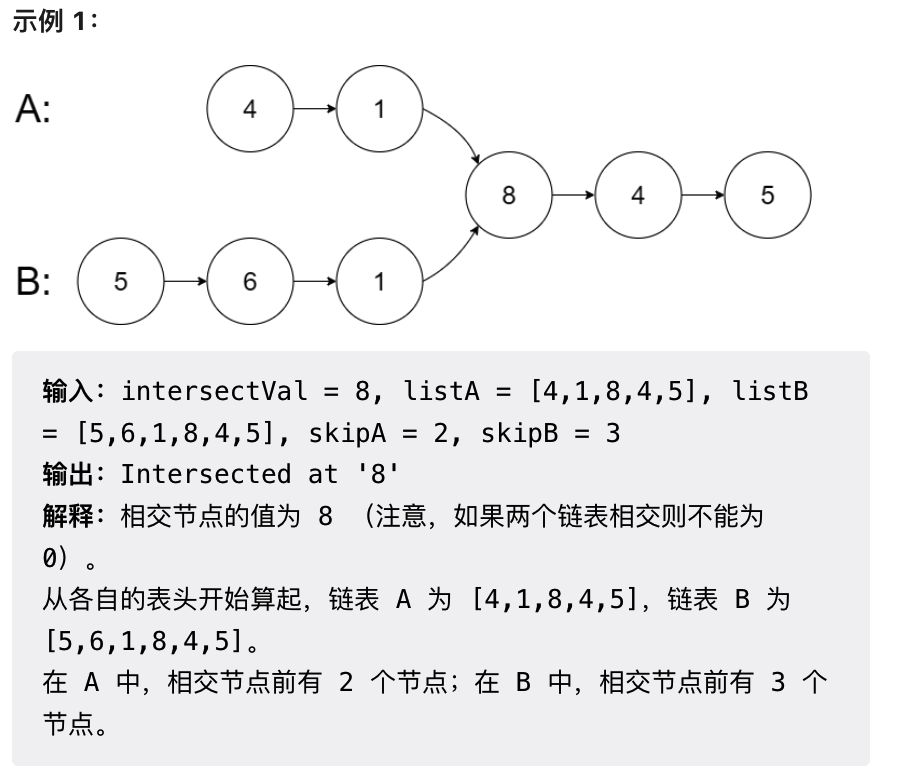 示例 1：
A:
4
1
8
4
5
B:
5
6
1
输入：intersectVal = 8, listA = [4,1,8,4,5], listB
= [5,6,1,8,4,5], skipA = 2, skipB = 3
输出：Intersected at '8'
解释：相交节点的值为 8 （注意，如果两个链表相交则不能为
0）。
从各自的表头开始算起，链表 A 为 [4,1,8,4,5]，链表 B 为
[5,6,1,8,4,5]。
在 A 中，相交节点前有 2 个节点；在 B 中，相交节点前有 3 个
节点。